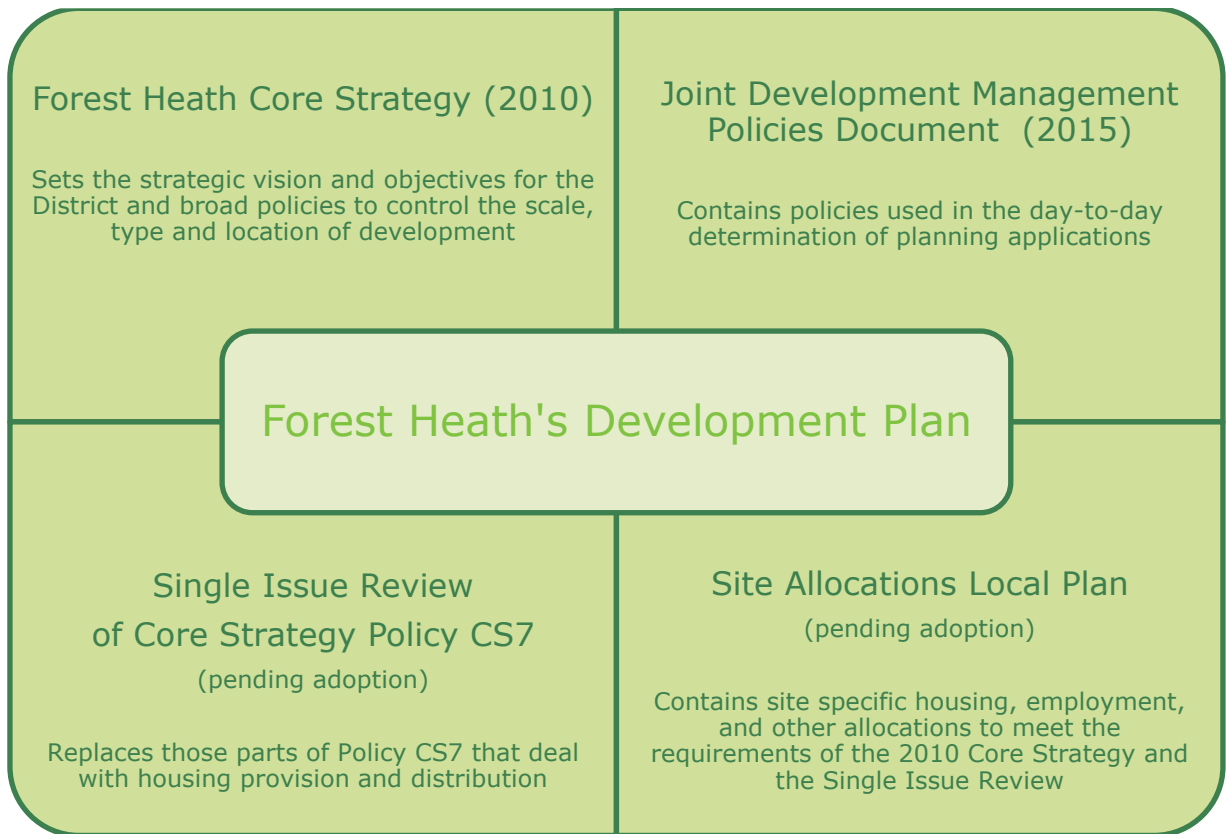 Forest Heath Core Strategy (2010)
Sets the strategic vision and objectives for the
District and broad policies to control the scale,
type and location of development
Joint Development Management
Policies Document (2015)
Contains policies used in the day-to-day
determination of planning applications
Forest Heath's Development Plan
Single Issue Review
of Core Strategy Policy CS7
(pending adoption)
Replaces those parts of Policy CS7 that deal
with housing provision and distribution
Site Allocations Local Plan
(pending adoption)
Contains site specific housing, employment,
and other allocations to meet the
requirements of the 2010 Core Strategy and
the Single Issue Review